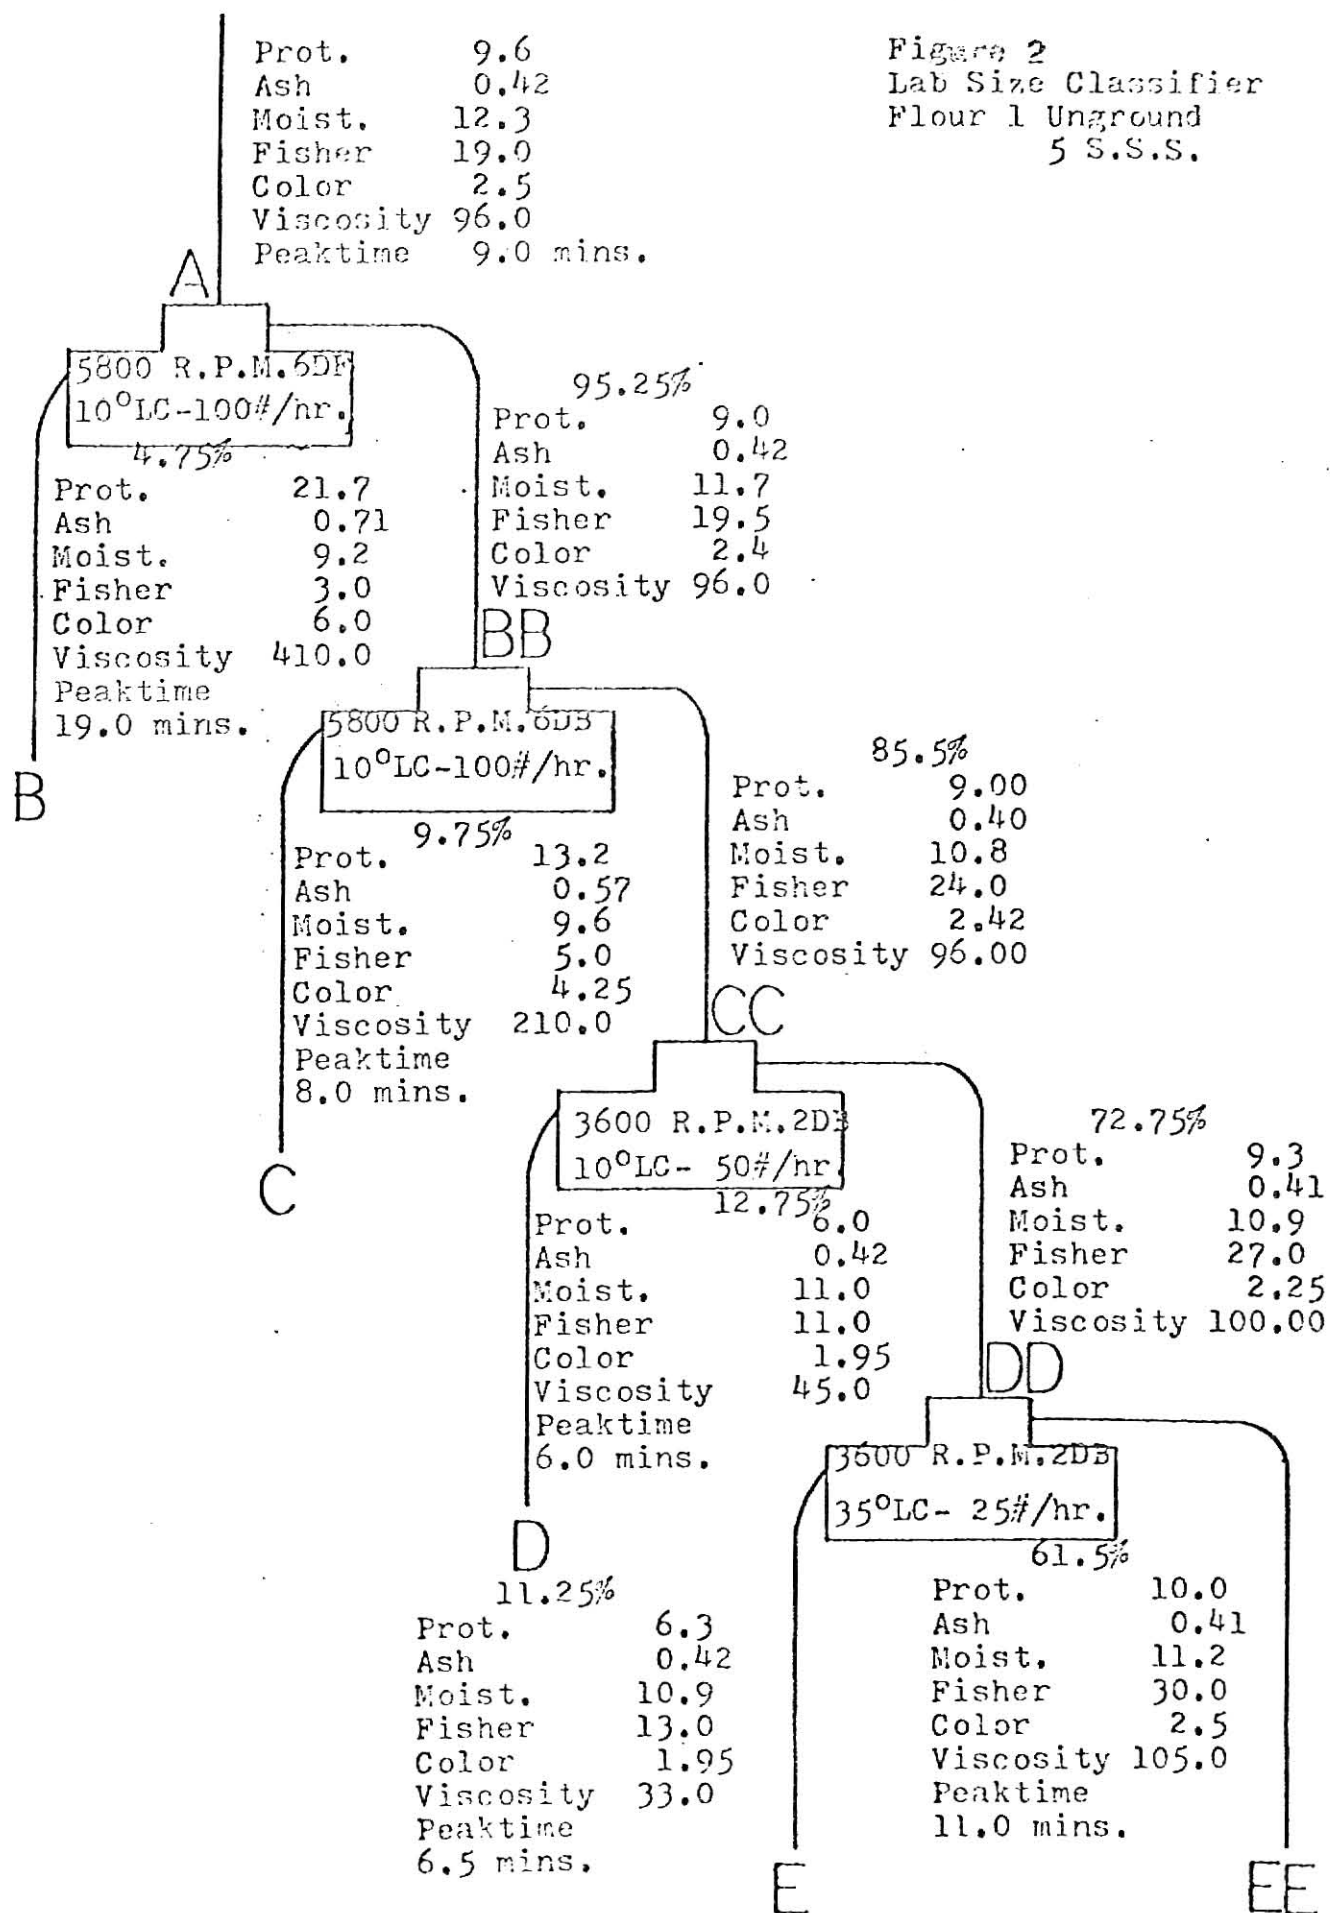 Figure 2
Lab Size Classifier
Flour 1 Unground
5 S.S.S.
Prot. 9.6
Ash 0.42
Moist. 12.3
Fisher 19.0
Color 2.5
Viscosity 96.0
Peaktime 9.0 mins.
A
5800 R.P.M.6DF
10°LC-100#/hr.
4.75%
Prot. 21.7
Ash 0.71
Moist. 9.2
Fisher 3.0
Color 6.0
Viscosity 410.0
Peaktime
19.0 mins.
B
95.25%
Prot. 9.0
Ash 0.42
Moist. 11.7
Fisher 19.5
Color 2.4
Viscosity 96.0
BB
5800 R.P.M.6DB
10°LC-100#/hr.
9.75%
Prot. 13.2
Ash 0.57
Moist. 9.6
Fisher 5.0
Color 4.25
Viscosity 210.0
Peaktime
8.0 mins.
C
85.5%
Prot. 9.00
Ash 0.40
Moist. 10.8
Fisher 24.0
Color 2.42
Viscosity 96.00
CC
3600 R.P.M.2DB
10°LC- 50#/hr.
12.75%
Prot. 6.0
Ash 0.42
Moist. 11.0
Fisher 11.0
Color 1.95
Viscosity 45.0
Peaktime
6.0 mins.
D
72.75%
Prot. 9.3
Ash 0.41
Moist. 10.9
Fisher 27.0
Color 2.25
Viscosity 100.00
DD
3600 R.P.M.2DB
35°LC- 25#/hr.
11.25%
Prot. 6.3
Ash 0.42
Moist. 10.9
Fisher 13.0
Color 1.95
Viscosity 33.0
Peaktime
6.5 mins.
E
61.5%
Prot. 10.0
Ash 0.41
Moist. 11.2
Fisher 30.0
Color 2.5
Viscosity 105.0
Peaktime
11.0 mins.
EE